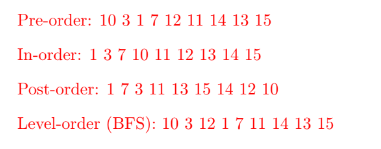 Pre-order: 10 3 1 7 12 11 14 13 15
In-order: 1 3 7 10 11 12 13 14 15
Post-order: 1 7 3 11 13 15 14 12 10
Level-order (BFS): 10 3 12 1 7 11 14 13 15